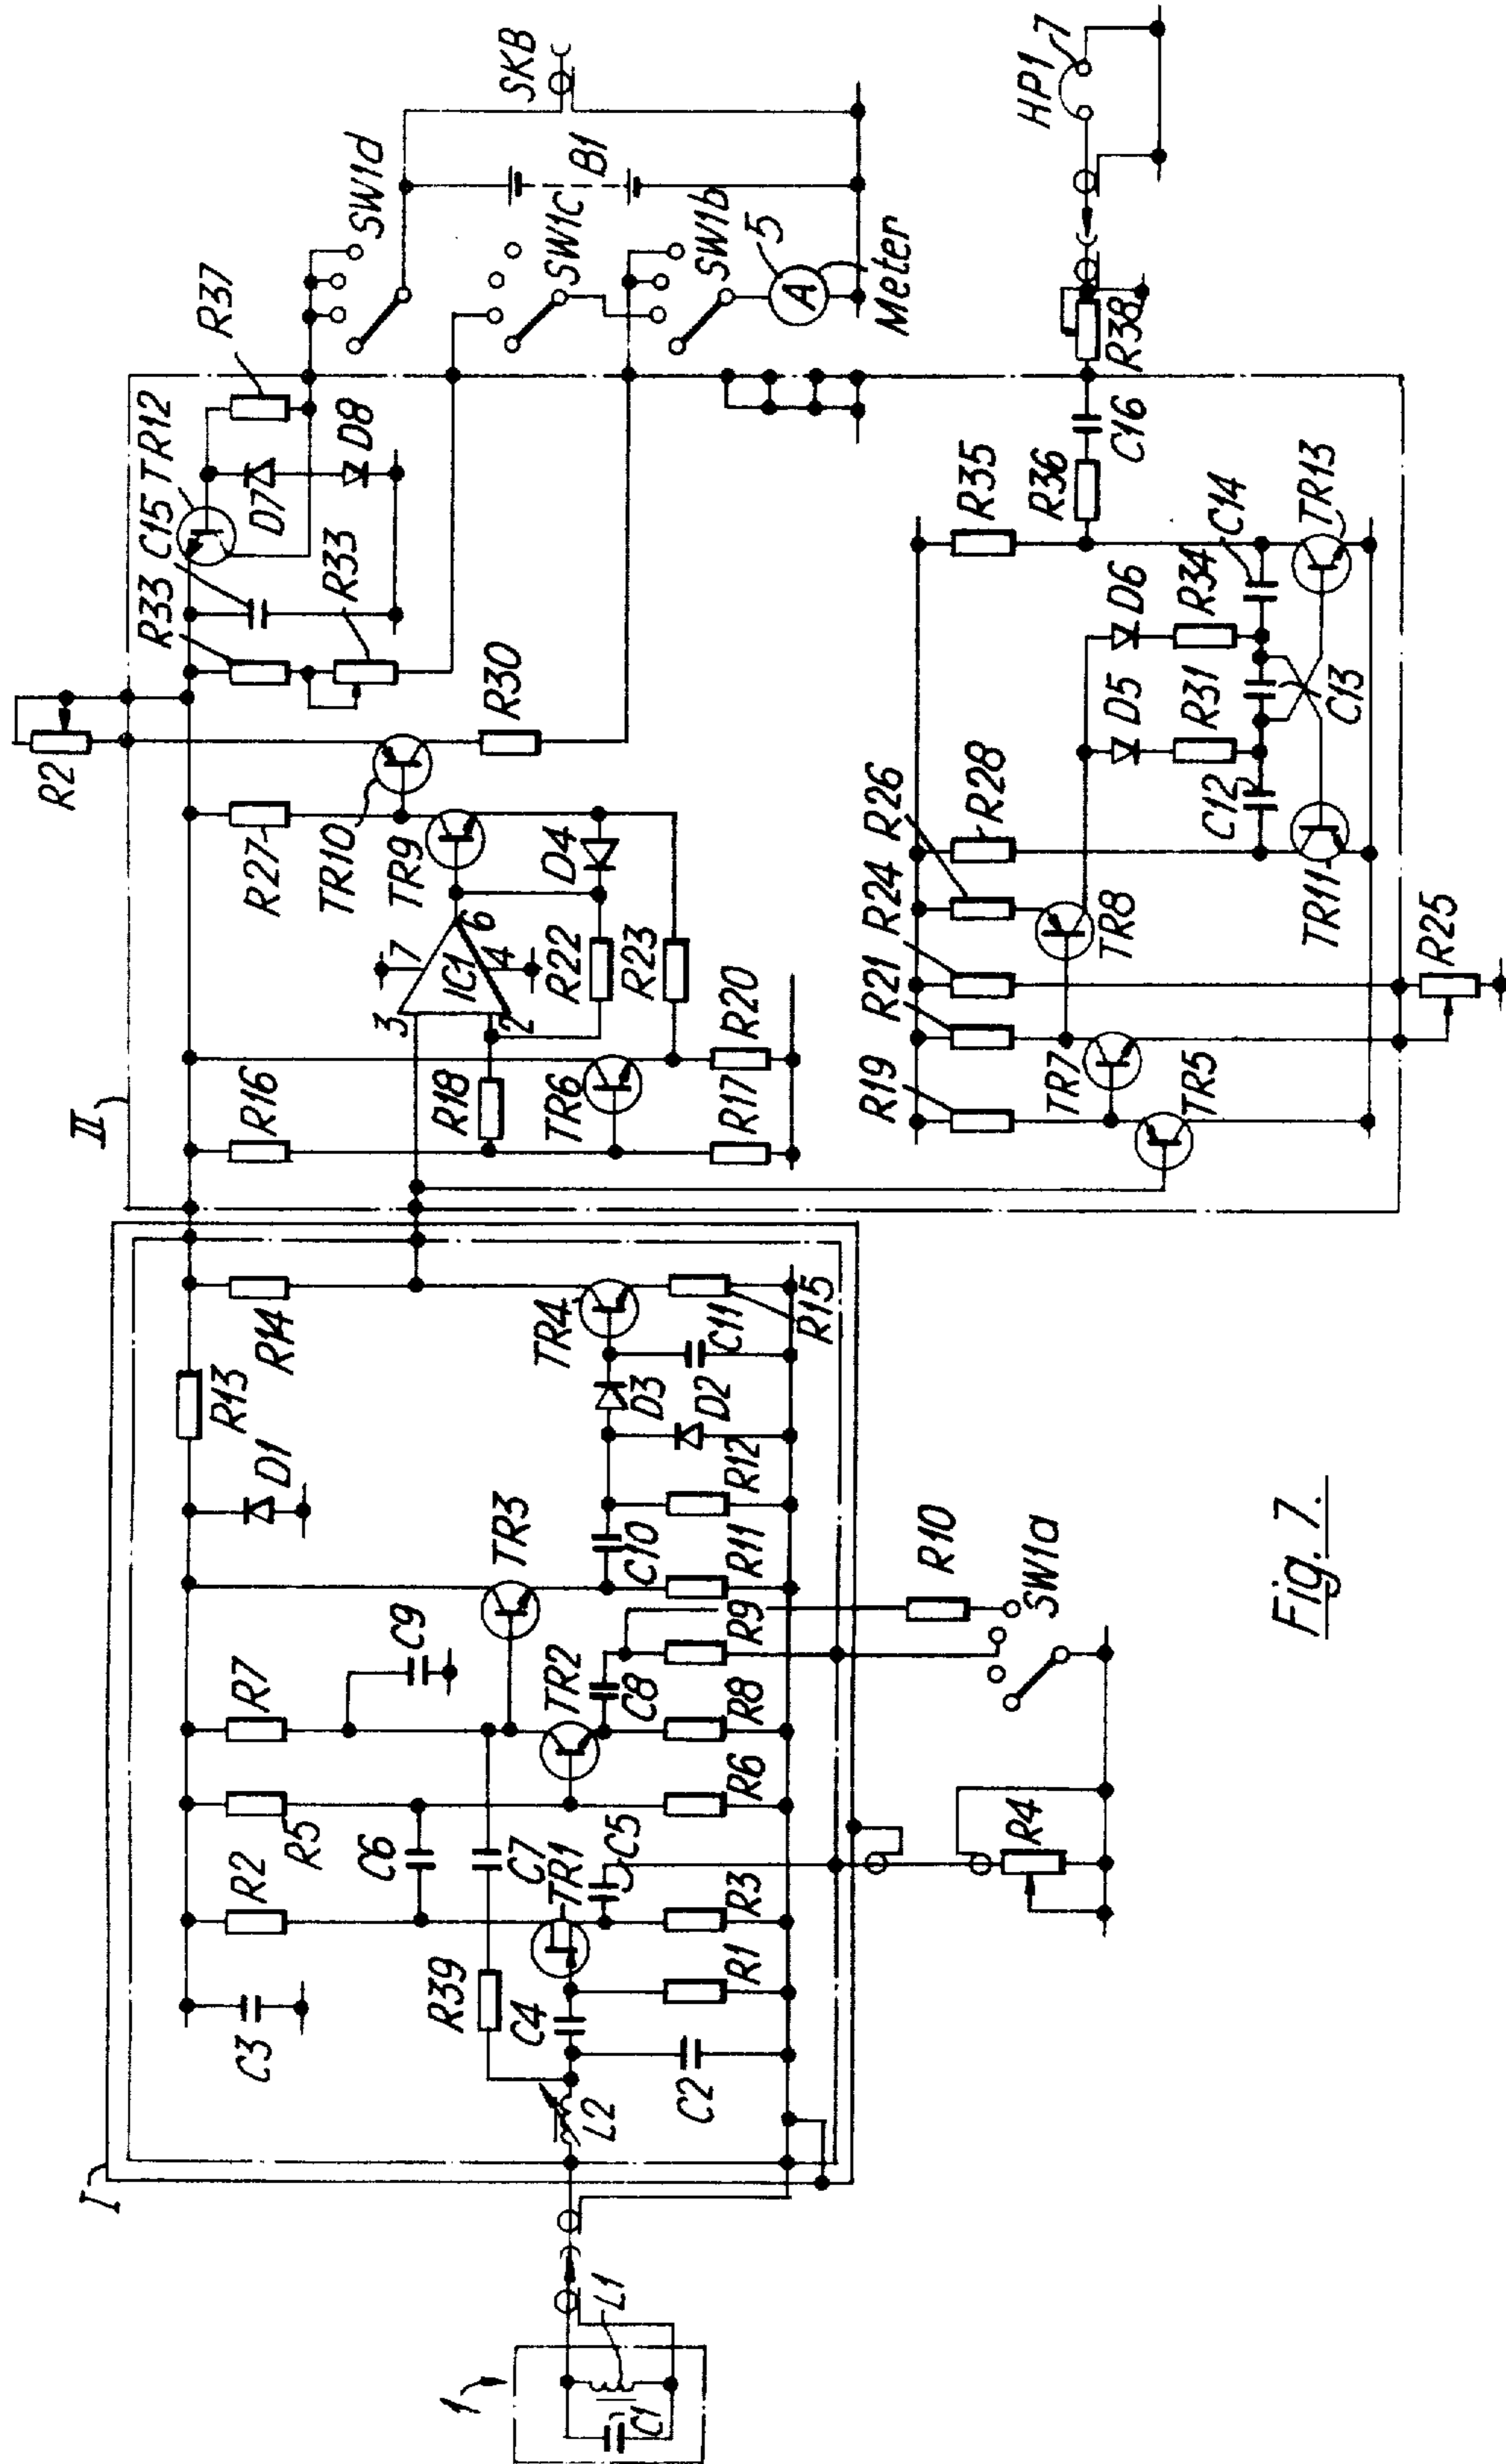 1
C1
L1
I
C3
L2
C2
R39
C4
R1
R2
C6
C7
TR1
C5
R3
R5
R6
R7
C9
TR2
C8
R8
R9
TR3
C10
R11
R12
D1
R13
D3
D2
R14
TR4
C11
R15
R4
R10
SW1a
II
R16
R18
TR6
R17
R20
3
2
7
IC1
6
4
R22
R23
D4
R27
TR9
TR10
R30
R2
R33
C15
R33
TR12
D7
D8
R37
SW1d
SW1c
SW1b
B1
SKB
5
A
Meter
R19
R21
R24
R26
R28
TR7
TR5
TR8
TR11
R25
C12
D5
R31
C13
D6
R34
C14
TR13
R35
R36
C16
R38
HP1
7
Fig. 7.